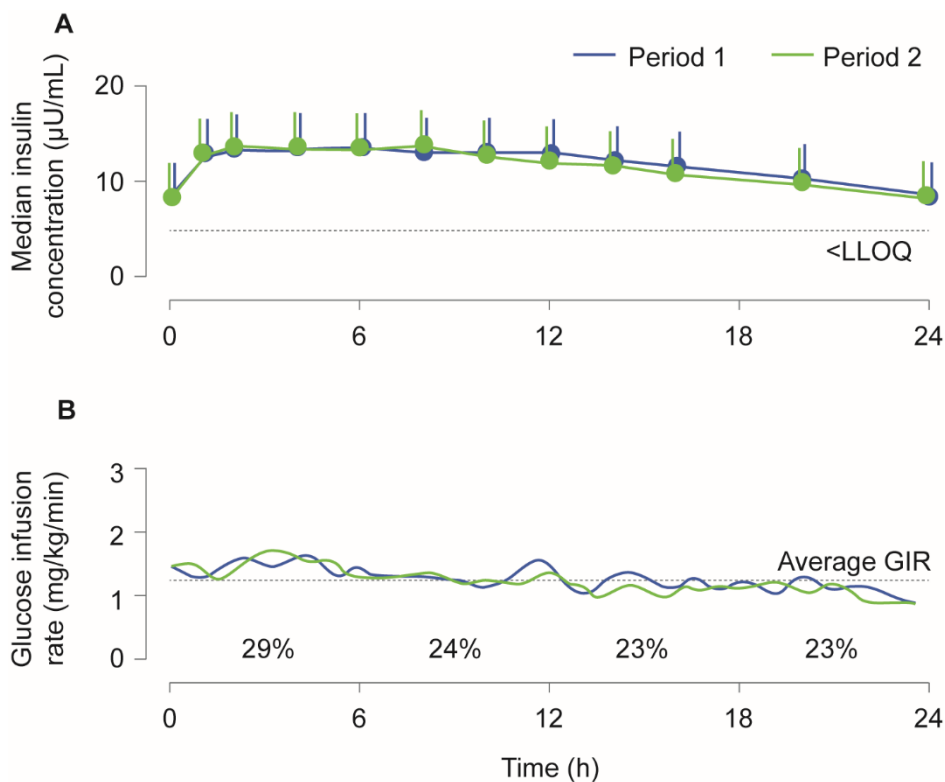 A
Period 1
Period 2
Median insulin
concentration (µU/mL)
20
10
0
<LLOQ
0
6
12
18
24
B
Glucose infusion
rate (mg/kg/min)
3
2
1
0
Average GIR
29%
24%
23%
23%
0
6
12
18
24
Time (h)